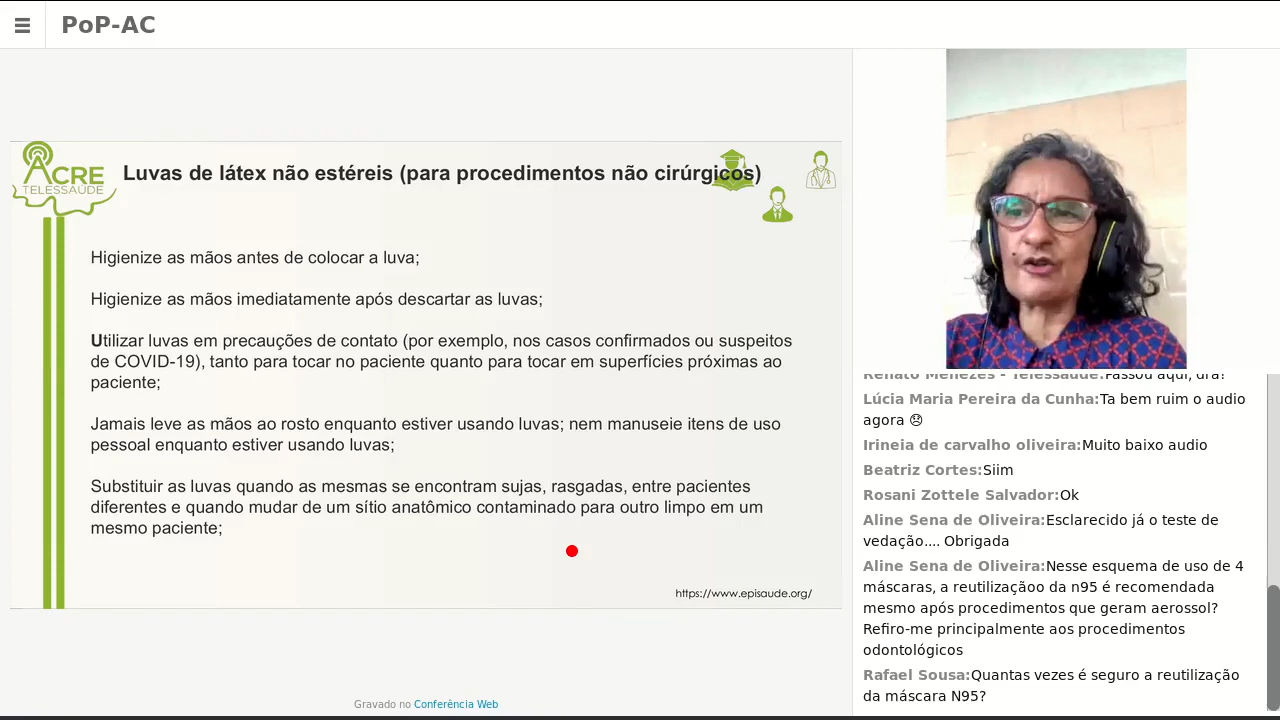 PoP-AC
ACRE
TELESSAÚDE
Luvas de látex não estéreis (para procedimentos não cirúrgicos)
Higienize as mãos antes de colocar a luva;
Higienize as mãos imediatamente após descartar as luvas;
Utilizar luvas em precauções de contato (por exemplo, nos casos confirmados ou suspeitos
de COVID-19), tanto para tocar no paciente quanto para tocar em superfícies próximas ao
paciente;
Jamais leve as mãos ao rosto enquanto estiver usando luvas; nem manuseie itens de uso
pessoal enquanto estiver usando luvas;
Substituir as luvas quando as mesmas se encontram sujas, rasgadas, entre pacientes
diferentes e quando mudar de um sítio anatômico contaminado para outro limpo em um
mesmo paciente;
https://www.episaude.org/
Gravado no Conferência Web
Renato Menezes - Telessaúde:Passou aqui, dra!
Lúcia Maria Pereira da Cunha:Ta bem ruim o audio
agora 😞
Irineia de carvalho oliveira:Muito baixo audio
Beatriz Cortes:Siim
Rosani Zottele Salvador:Ok
Aline Sena de Oliveira:Esclarecido já o teste de
vedação.... Obrigada
Aline Sena de Oliveira:Nesse esquema de uso de 4
máscaras, a reutilizaçãoo da n95 é recomendada
mesmo após procedimentos que geram aerossol?
Refiro-me principalmente aos procedimentos
odontológicos
Rafael Sousa:Quantas vezes é seguro a reutilização
da máscara N95?